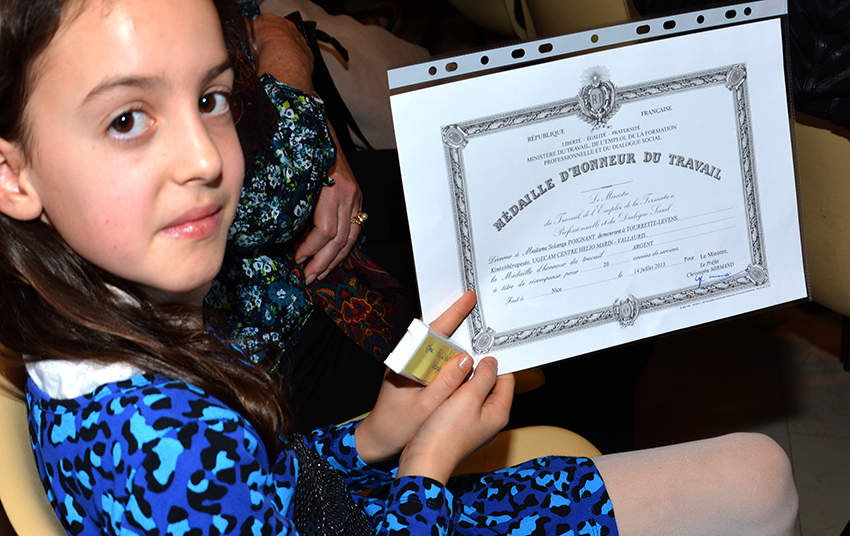 RÉPUBLIQUE FRANÇAISE
LIBERTÉ - ÉGALITÉ - FRATERNITÉ
MINISTÈRE DU TRAVAIL, DE L'EMPLOI, DE LA FORMATION
PROFESSIONNELLE ET DU DIALOGUE SOCIAL
MÉDAILLE D'HONNEUR DU TRAVAIL
Le Ministre
du Travail de l'Emploi de la Formation
Professionnelle et du Dialogue Social
Décerne à Madame Solange POIGNANT demeurant à TOURRETTE-LEVENS
Kinésithérapeute, UGECAM CENTRE HELIO MARIN - VALLAURIS
la Médaille d'honneur du travail ARGENT
à titre de récompense pour 20 années de services
Fait à Nice le 14 juillet 2013
Pour Le Ministre,
Le Préfet
Christophe MIRMAND